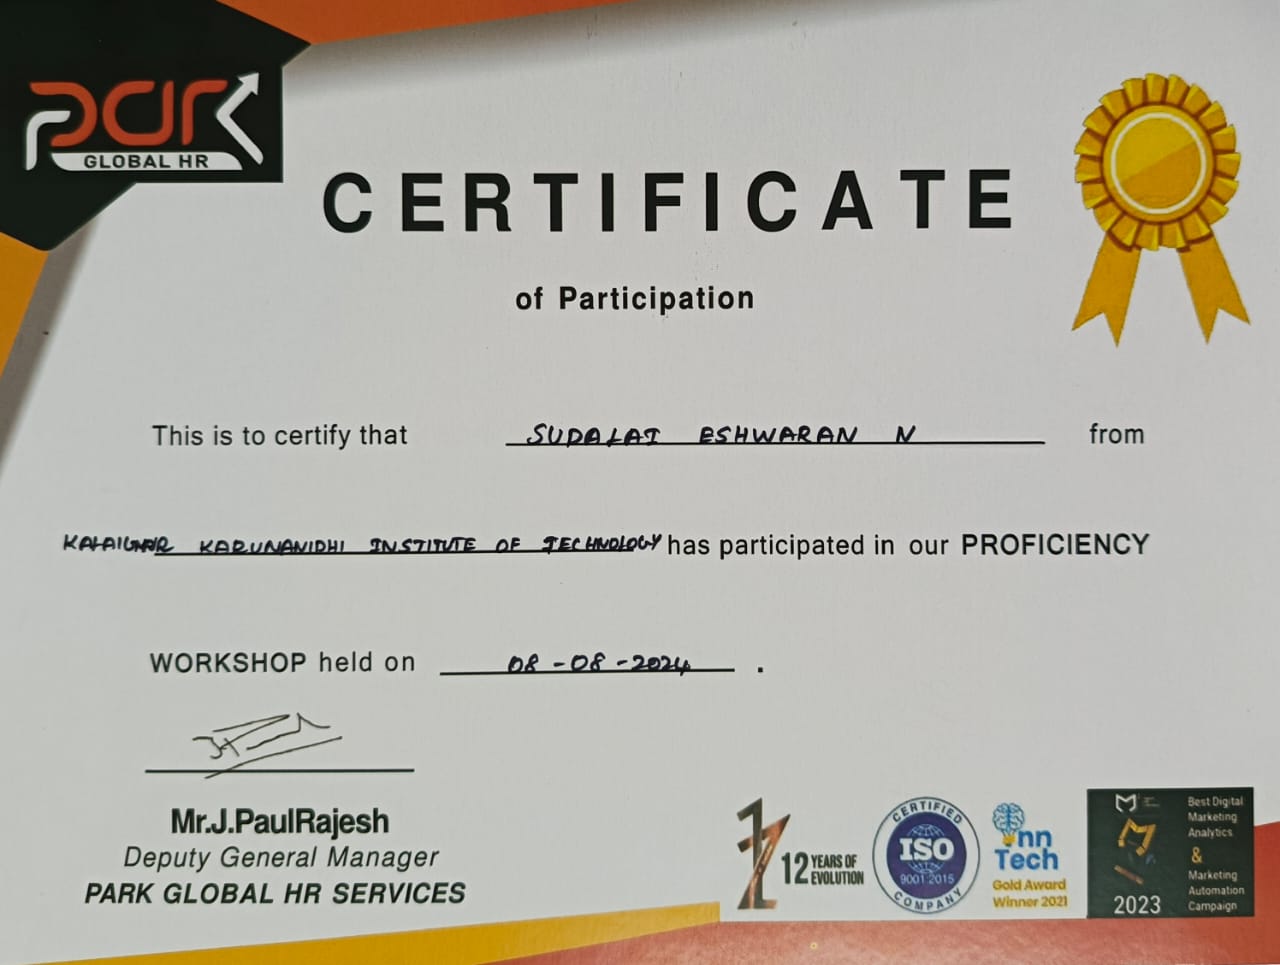 PARK
GLOBAL HR
CERTIFICATE
of Participation
This is to certify that SUDALAI ESHWARAN N from
KALAIGNAR KARUNANIDHI INSTITUTE OF TECHNOLOGY has participated in our PROFICIENCY
WORKSHOP held on 08-08-2024 .
Mr.J.PaulRajesh
Deputy General Manager
PARK GLOBAL HR SERVICES
12 YEARS OF
EVOLUTION
CERTIFIED
ISO
9001:2015
COMPANY
inn
Tech
Gold Award
Winner 2021
2023
Best Digital
Marketing
Analytics
&
Marketing
Automation
Campaign